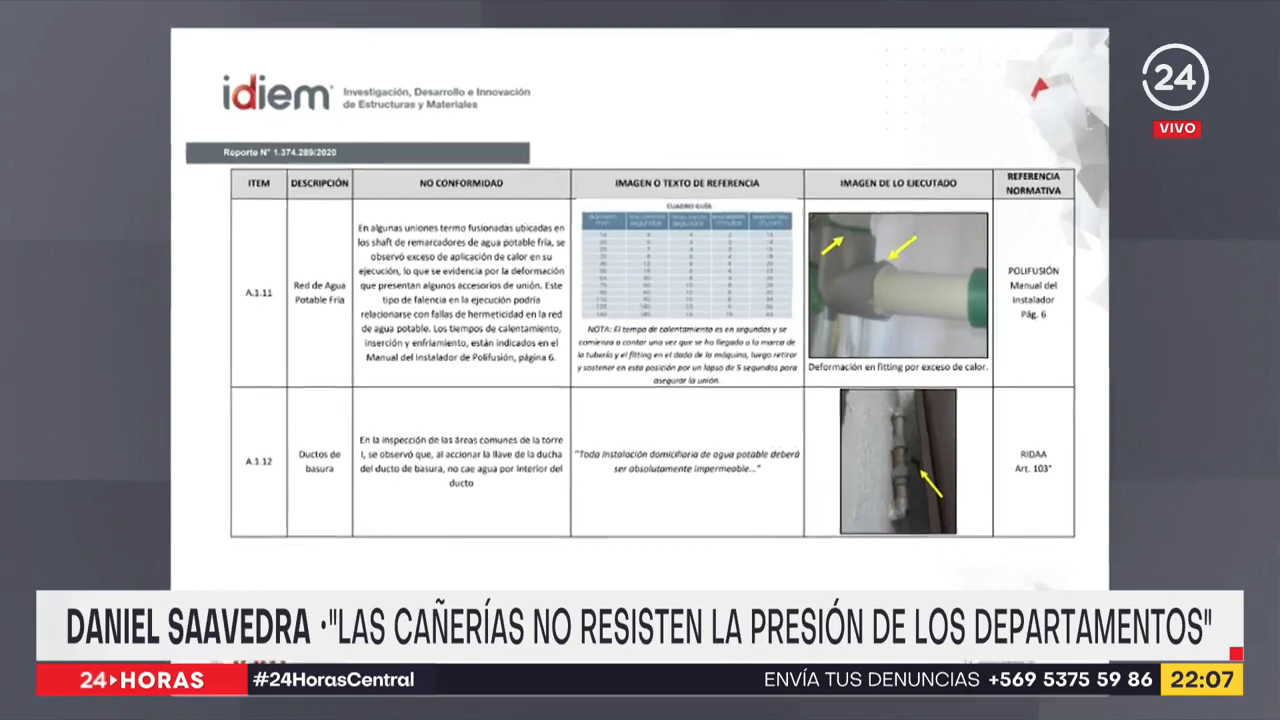 24
VIVO
idiem
Investigación, Desarrollo e Innovación
de Estructuras y Materiales
Reporte N° 1.374.289/2020
ITEM
DESCRIPCIÓN
NO CONFORMIDAD
IMAGEN O TEXTO DE REFERENCIA
IMAGEN DE LO EJECUTADO
REFERENCIA
NORMATIVA
A.1.11
Red de Agua
Potable Fría
En algunas uniones termo fusionadas ubicadas en
los shaft de remarcadores de agua potable fría, se
observó exceso de aplicación de calor en su
ejecución, lo que se evidencia por la deformación
que presentan algunos accesorios de unión. Este
tipo de falencia en la ejecución podría
relacionarse con fallas de hermeticidad en la red
de agua potable. Los tiempos de calentamiento,
inserción y enfriamiento, están indicados en el
Manual del Instalador de Polifusión, página 6.
CUADRO GUÍA
NOTA: El tempo de calentamiento es en segundos y se
comienza a contar una vez que se ha llegado a la marca de
la tubería y el fitting en el dado de la máquina, luego retirar
y sostener en esta posición por un lapso de 5 segundos para
asegurar la unión.
Deformación en fitting por exceso de calor.
POLIFUSIÓN
Manual del
Instalador
Pág. 6
A.1.12
Ductos de
basura
En la inspección de las áreas comunes de la torre
I, se observó que, al accionar la llave de la ducha
del ducto de basura, no cae agua por interior del
ducto
"Toda instalación domiciliaria de agua potable deberá
ser absolutamente impermeable..."
RIDAA
Art. 103°
DANIEL SAAVEDRA · "LAS CAÑERÍAS NO RESISTEN LA PRESIÓN DE LOS DEPARTAMENTOS"
24 HORAS
#24HorasCentral
ENVÍA TUS DENUNCIAS +569 5375 59 86
22:07